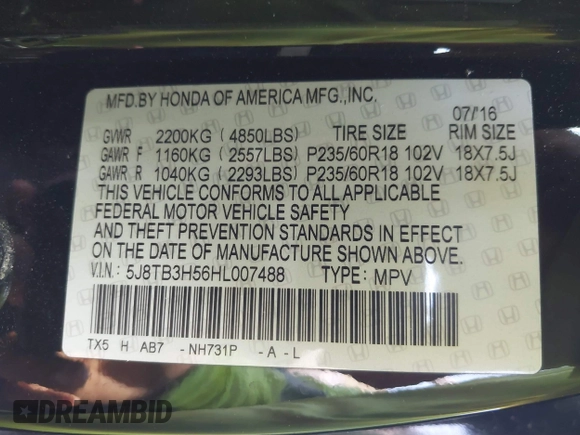 MFD.BY HONDA OF AMERICA MFG.,INC.
07/'16
GVWR 2200KG ( 4850LBS) TIRE SIZE RIM SIZE
GAWR F 1160KG ( 2557LBS) P235/60R18 102V 18X7.5J
GAWR R 1040KG ( 2293LBS) P235/60R18 102V 18X7.5J
THIS VEHICLE CONFORMS TO ALL APPLICABLE
FEDERAL MOTOR VEHICLE SAFETY
AND THEFT PREVENTION STANDARDS IN EFFECT
ON THE DATE OF MANUFACTURE SHOWN ABOVE.
V.I.N: 5J8TB3H56HL007488 TYPE: MPV
TX5 H AB7 -NH731P -A-L
DREAMBID